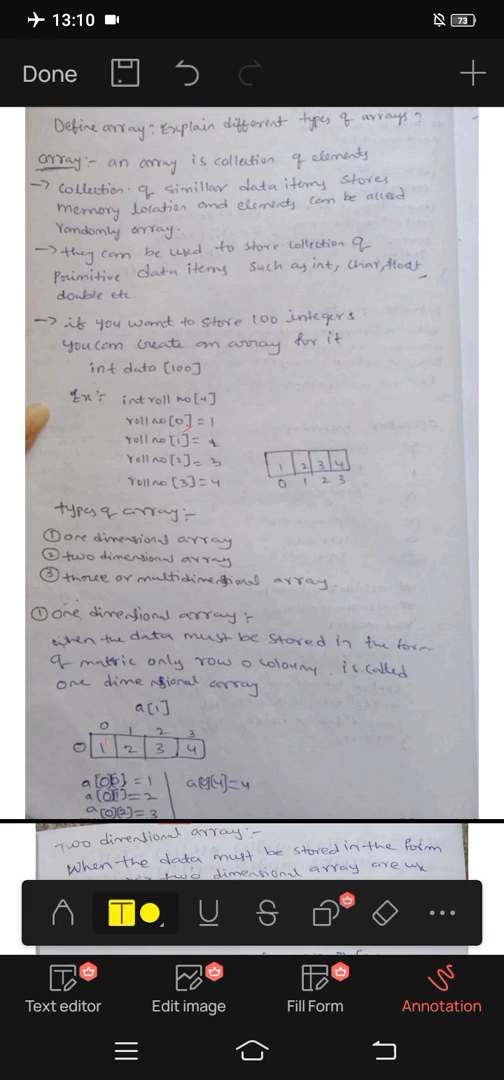 13:10
73
Done
Define array? Explain different types of arrays?
array:- an array is collection of elements
→ collection of simillar data items stores
memory location and elements can be acced
randomly array.
→ they can be used to store collection of
primitive data items such as int, char, float
double etc
→ if you want to store 100 integers
you can create an array for it
int data [100]
Ex:- int roll no [4]
roll no [0] = 1
roll no [1] =
roll no [2] = 3
roll no [3] = 4
1 2 3 4
0 1 2 3
types of array:-
① one dimensional array
② two dimensional array
③ three or multidimensional array.
① one dimensional array:-
when the data must be stored in the form
of matric only row 0 is called
one dimensional array
a[1]
0 1 2 3
0 1 2 3 4
= 1
= 2
a[0][2] = 3
= 4
Two dimensional array:-
When the data must be stored in the form
two dimensional array are
Text editor
Edit image
Fill Form
Annotation